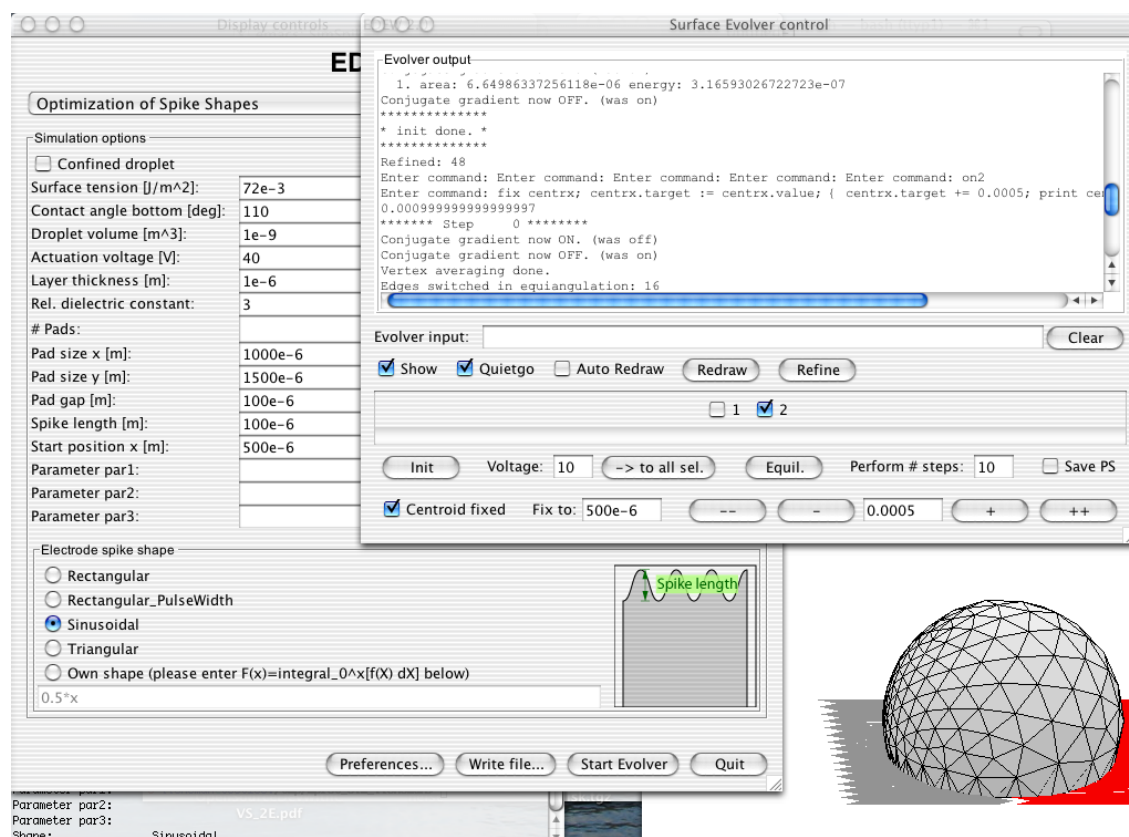 Display controls
Surface Evolver control
ED
Optimization of Spike Shapes
Simulation options
Confined droplet
Surface tension [J/m^2]: 72e-3
Contact angle bottom [deg]: 110
Droplet volume [m^3]: 1e-9
Actuation voltage [V]: 40
Layer thickness [m]: 1e-6
Rel. dielectric constant: 3
# Pads:
Pad size x [m]: 1000e-6
Pad size y [m]: 1500e-6
Pad gap [m]: 100e-6
Spike length [m]: 100e-6
Start position x [m]: 500e-6
Parameter par1:
Parameter par2:
Parameter par3:
Electrode spike shape
Rectangular
Rectangular_PulseWidth
Sinusoidal
Triangular
Own shape (please enter F(x)=integral_0^x[f(X) dX] below)
0.5*x
Spike length
Preferences... Write file... Start Evolver Quit
Evolver output
1. area: 6.64986337256118e-06 energy: 3.16593026722723e-07
Conjugate gradient now OFF. (was on)
**************
* init done. *
**************
Refined: 48
Enter command: Enter command: Enter command: Enter command: Enter command: on2
Enter command: fix centrx; centrx.target := centrx.value; { centrx.target += 0.0005; print cen
0.000999999999999997
******* Step 0 ********
Conjugate gradient now ON. (was off)
Conjugate gradient now OFF. (was on)
Vertex averaging done.
Edges switched in equiangulation: 16
Evolver input: Clear
Show Quietgo Auto Redraw Redraw Refine
1 2
Init Voltage: 10 -> to all sel. Equil. Perform # steps: 10 Save PS
Centroid fixed Fix to: 500e-6 -- - 0.0005 + ++
Parameter par2:
Parameter par3:
VS_2E.pdf
Shape: Sinusoidal